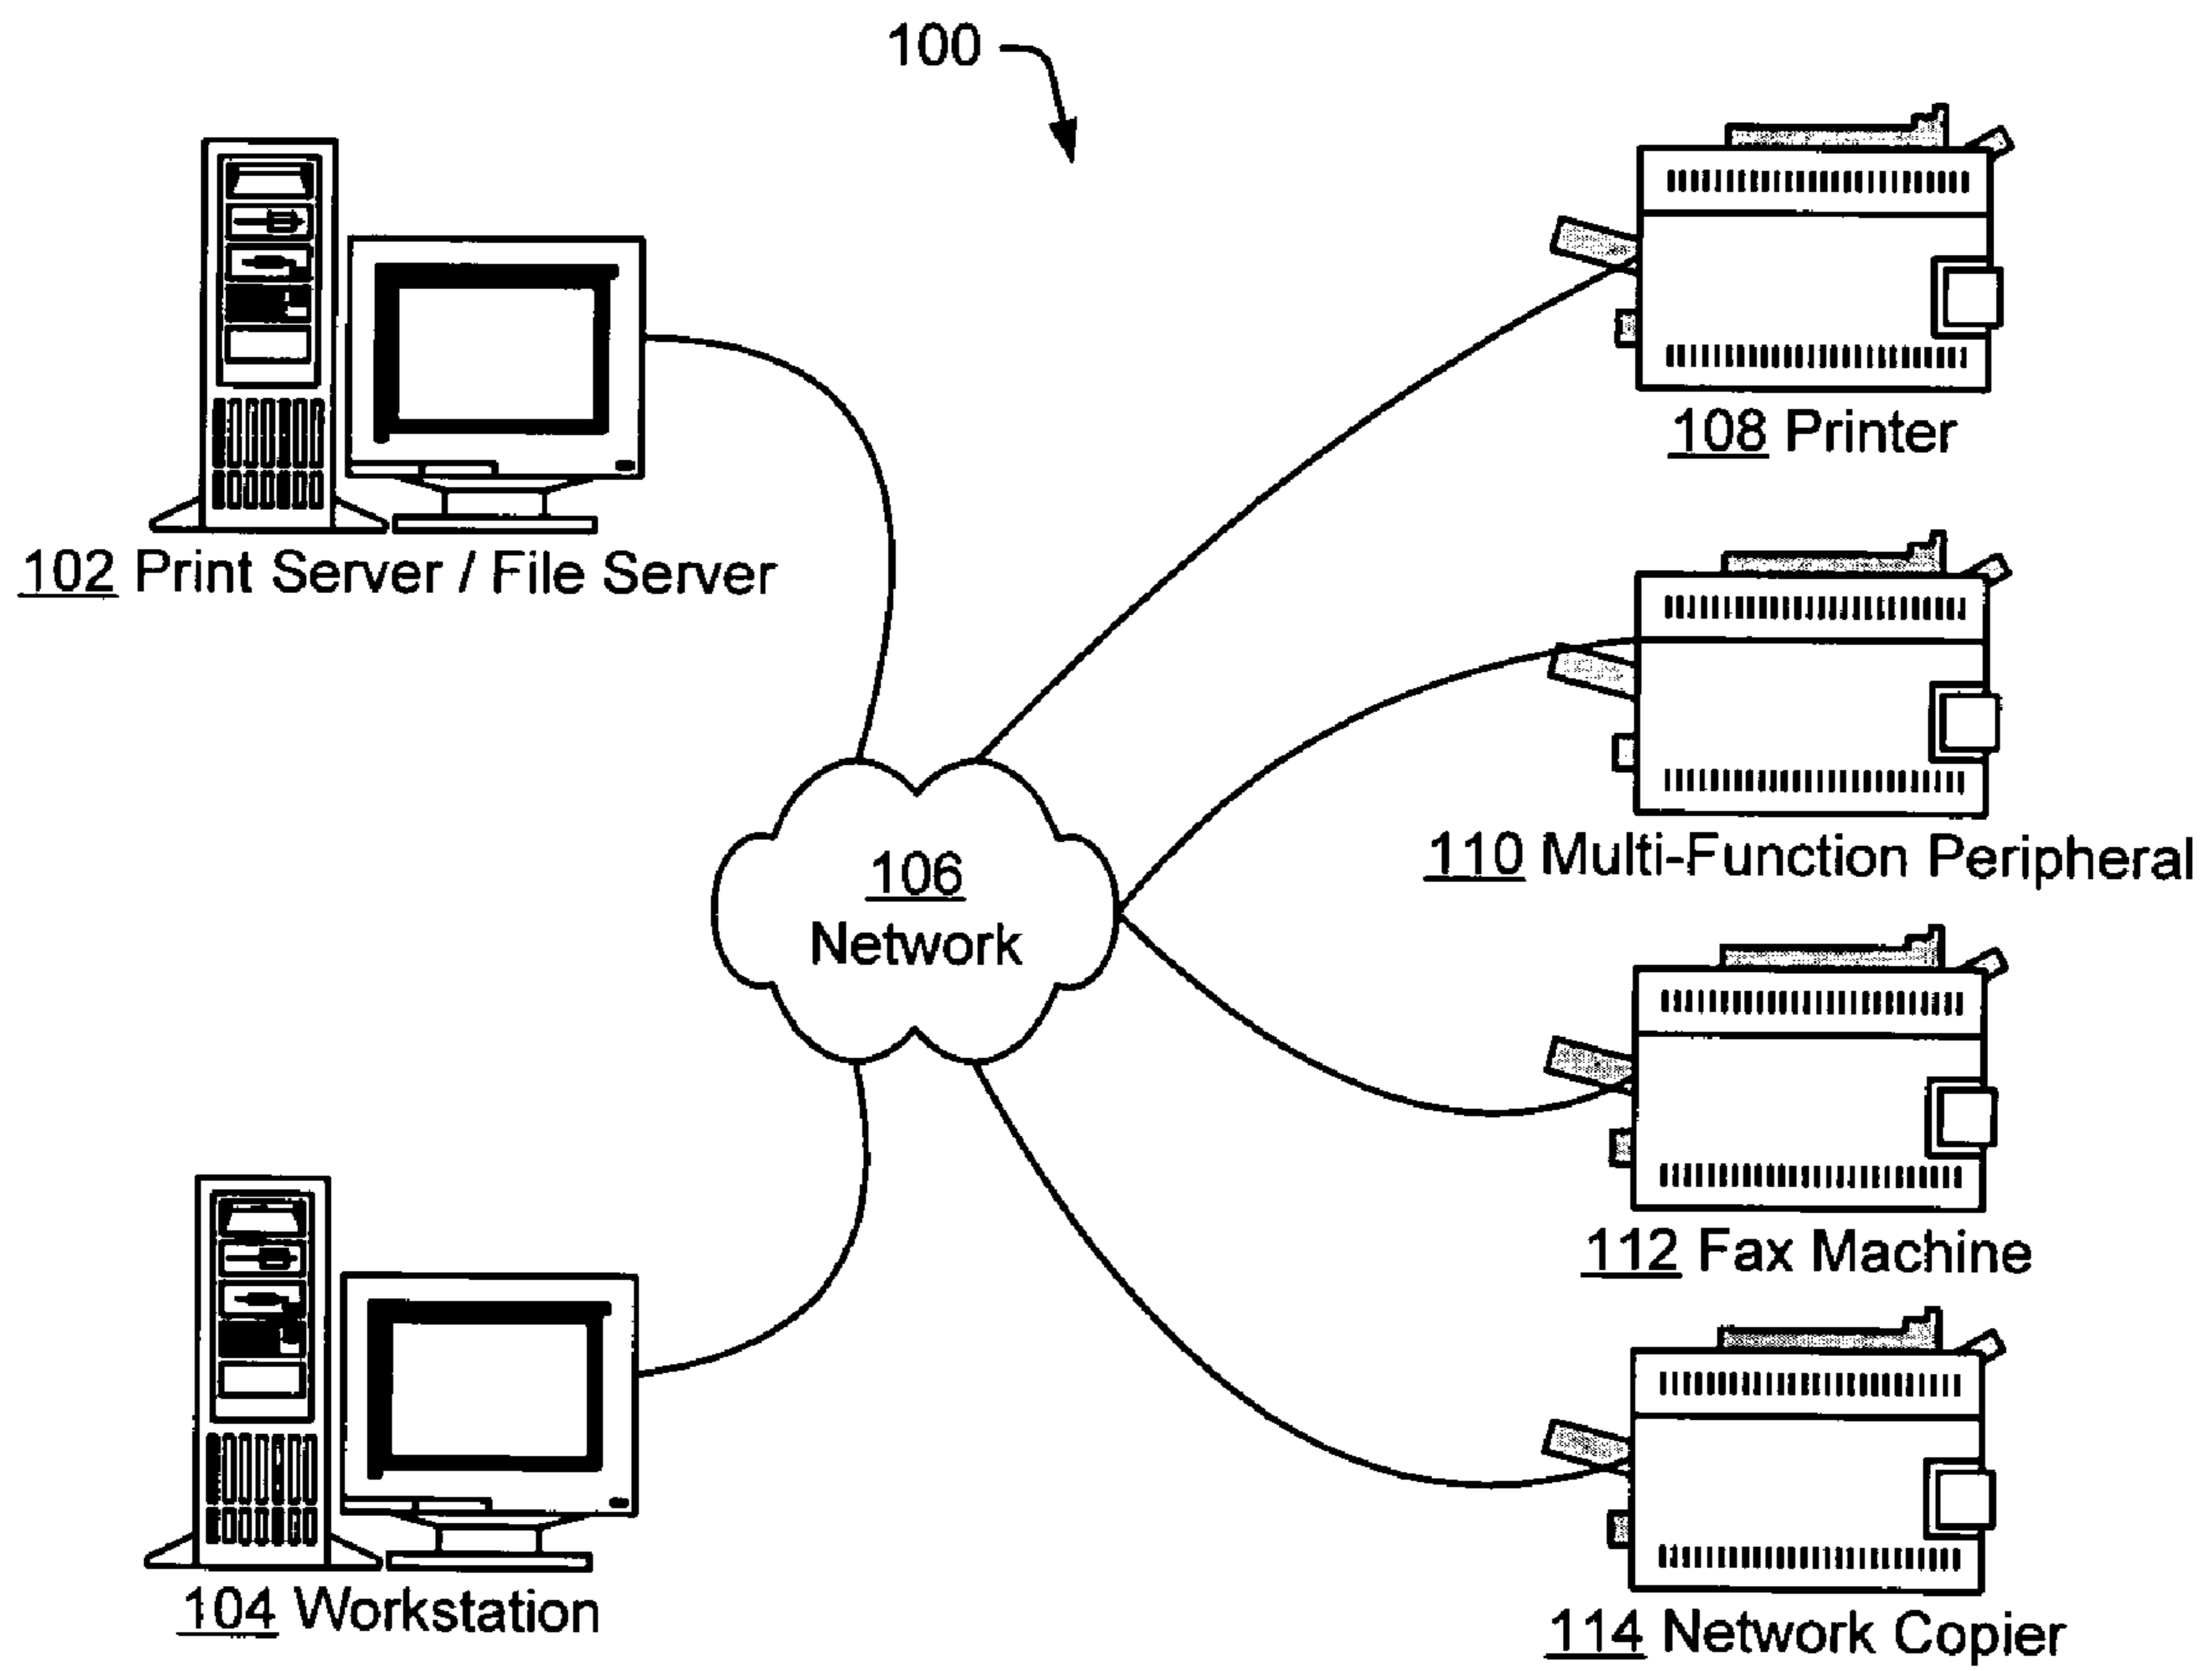 100
102 Print Server / File Server
108 Printer
110 Multi-Function Peripheral
106
Network
112 Fax Machine
104 Workstation
114 Network Copier